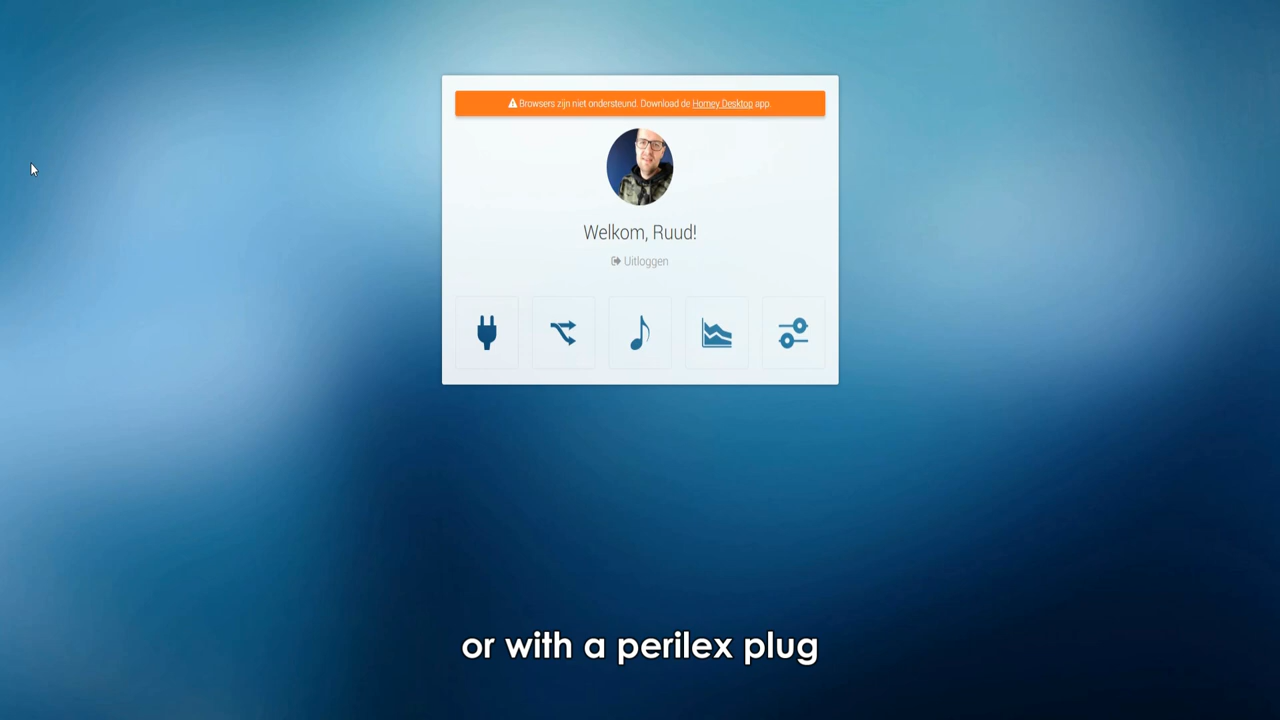 Browsers zijn niet ondersteund. Download de Homey Desktop app.
Welkom, Ruud!
Uitloggen
or with a perilex plug